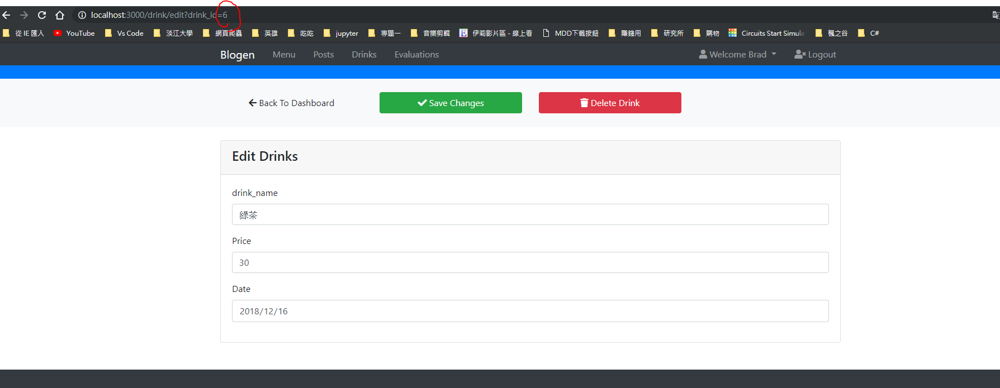 localhost:3000/drink/edit?drink_id=6
從 IE 匯入 YouTube Vs Code 淡江大學 網頁爬蟲 英雄 吃吃 jupyter 專題一 音樂剪輯 伊莉影片區 - 線上看 MDD下載按鈕 賺錢用 研究所 購物 Circuits Start Simula 楓之谷 C#
Blogen Menu Posts Drinks Evaluations Welcome Brad Logout
Back To Dashboard Save Changes Delete Drink
Edit Drinks
drink_name
綠茶
Price
30
Date
2018/12/16